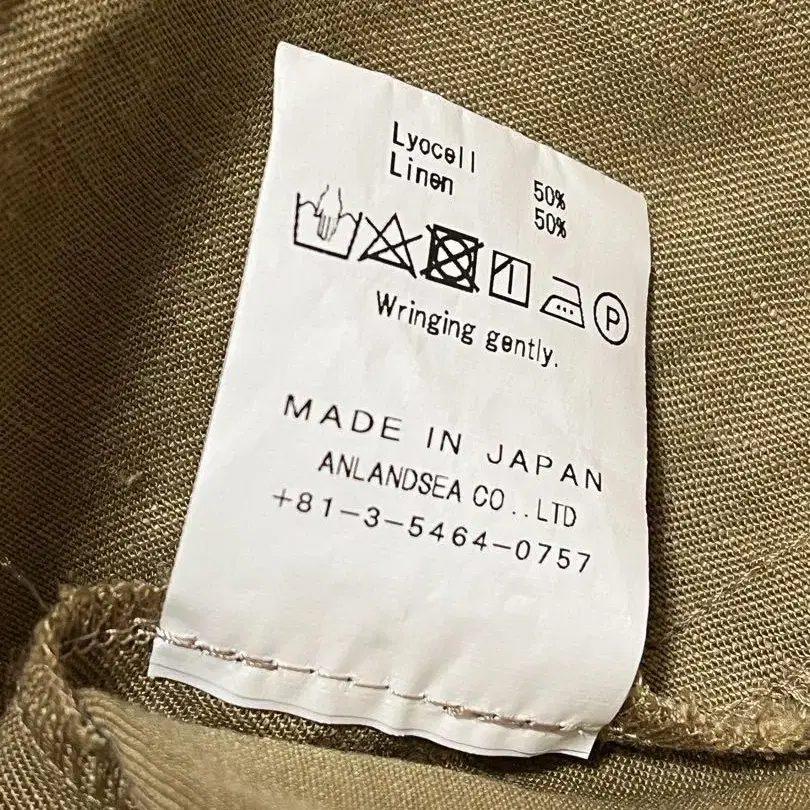 Lyocell 50%
Linen 50%
P
Wringing gently.
MADE IN JAPAN
ANLANDSEA CO..LTD
+81-3-5464-0757